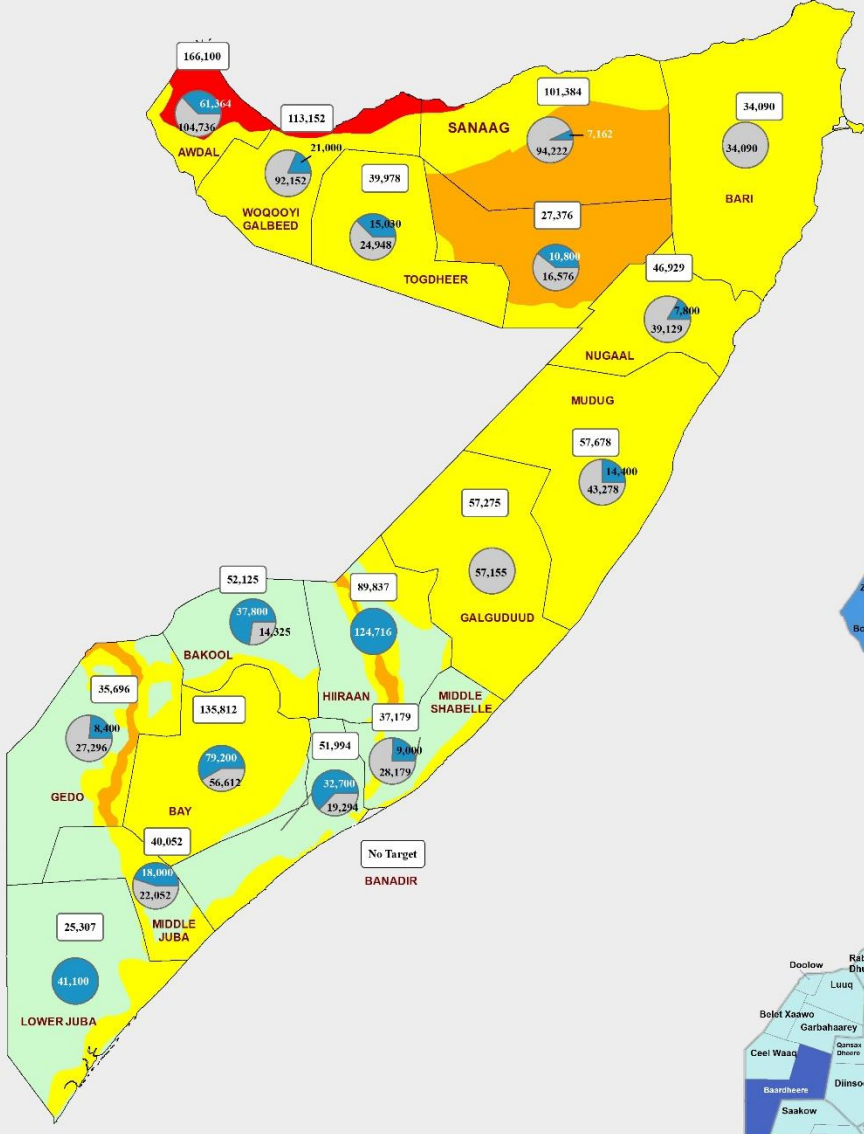 166,100
61,364
104,736
AWDAL
113,152
21,000
92,152
WOQOOYI
GALBEED
39,978
15,030
24,948
TOGDHEER
101,384
SANAAG
7,162
94,222
27,376
10,800
16,576
34,090
34,090
BARI
46,929
7,800
39,129
NUGAAL
MUDUG
57,678
14,400
43,278
57,275
57,155
GALGUDUUD
52,125
37,800
14,325
BAKOOL
89,837
124,716
HIIRAAN
MIDDLE
SHABELLE
37,179
9,000
28,179
35,696
8,400
27,296
GEDO
135,812
79,200
56,612
BAY
51,994
32,700
19,294
40,052
18,000
22,052
MIDDLE
JUBA
No Target
BANADIR
25,307
41,100
LOWER JUBA
Doolow
Luuq
Belet Xaawo
Garbahaarey
Ceel Waaq
Qansax
Dheere
Baardheere
Saakow